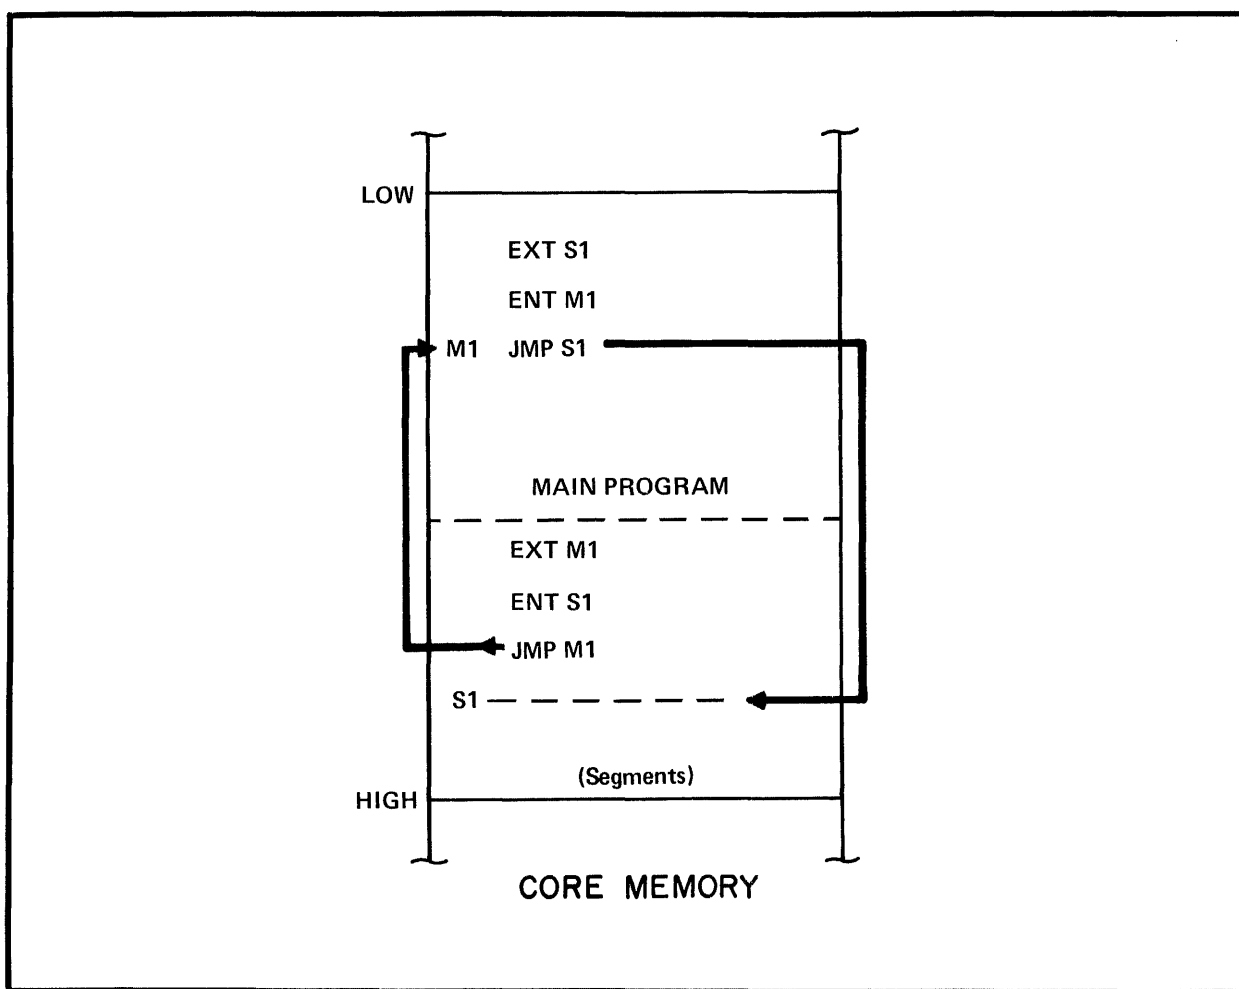 LOW
EXT S1
ENT M1
M1 JMP S1
MAIN PROGRAM
EXT M1
ENT S1
JMP M1
S1
(Segments)
HIGH
CORE MEMORY